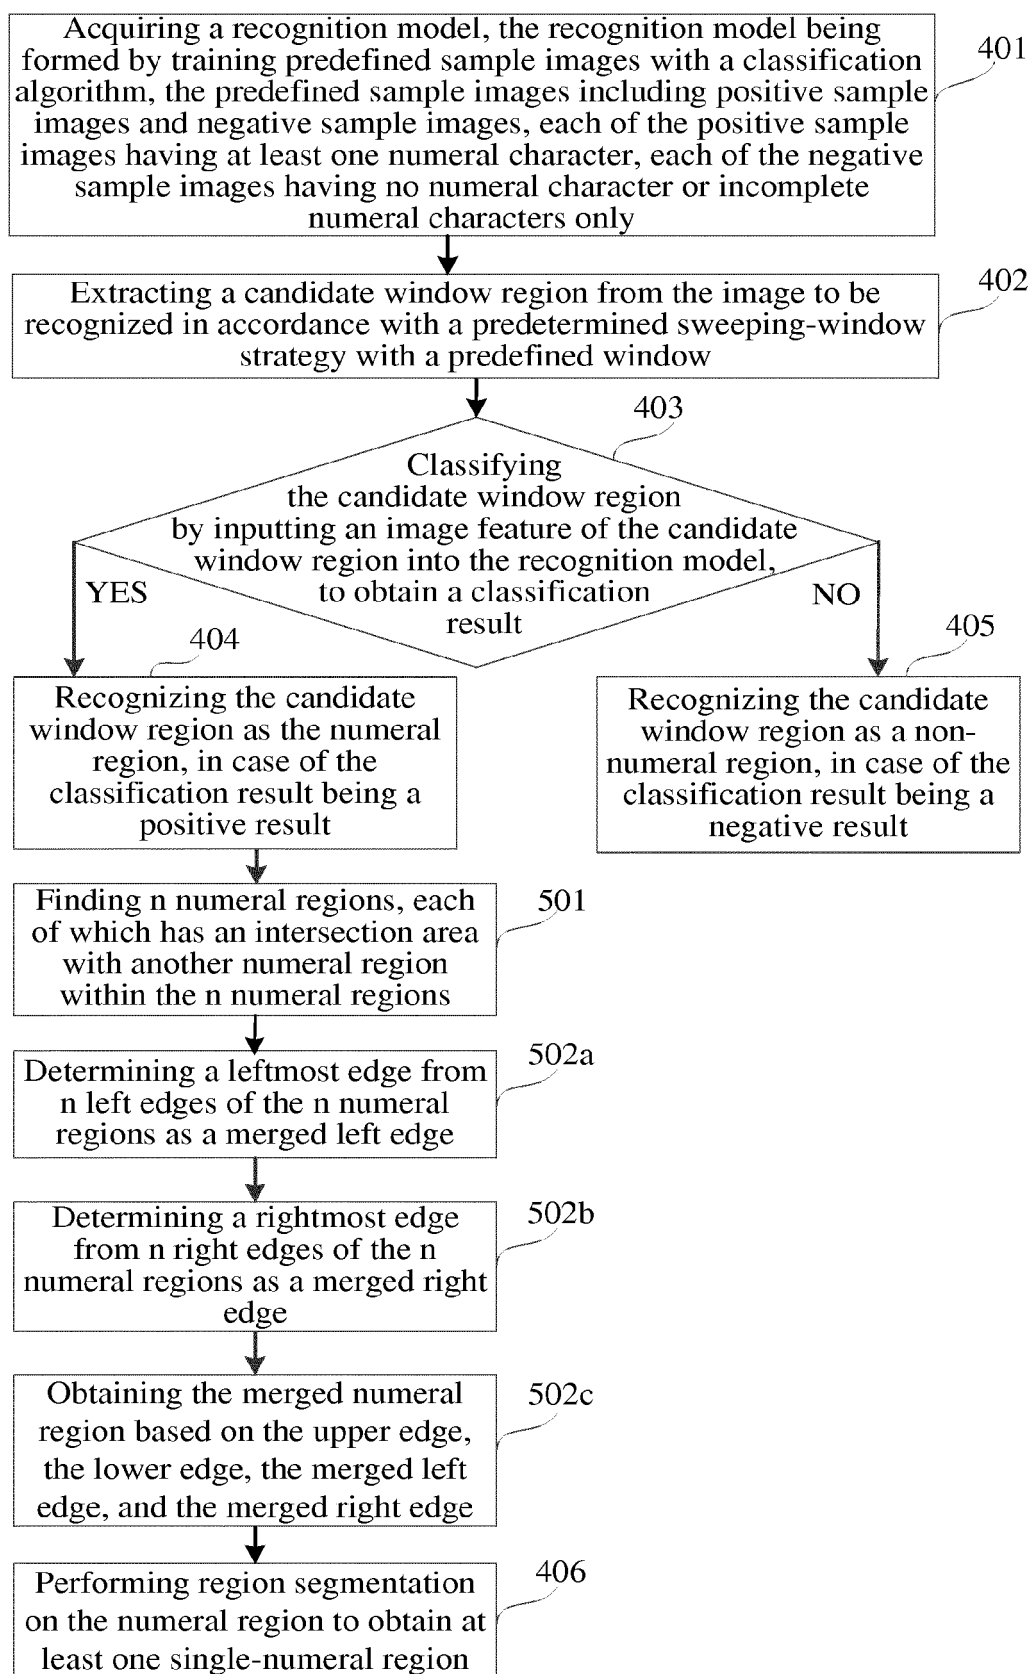 Acquiring a recognition model, the recognition model being
formed by training predefined sample images with a classification
algorithm, the predefined sample images including positive sample
images and negative sample images, each of the positive sample
images having at least one numeral character, each of the negative
sample images having no numeral character or incomplete
numeral characters only
401
Extracting a candidate window region from the image to be
recognized in accordance with a predetermined sweeping-window
strategy with a predefined window
402
403
Classifying
the candidate window region
by inputting an image feature of the candidate
window region into the recognition model,
to obtain a classification
result
YES
NO
404
Recognizing the candidate
window region as the numeral
region, in case of the
classification result being a
positive result
405
Recognizing the candidate
window region as a non-
numeral region, in case of the
classification result being a
negative result
Finding n numeral regions, each
of which has an intersection area
with another numeral region
within the n numeral regions
501
Determining a leftmost edge from
n left edges of the n numeral
regions as a merged left edge
502a
Determining a rightmost edge
from n right edges of the n
numeral regions as a merged right
edge
502b
Obtaining the merged numeral
region based on the upper edge,
the lower edge, the merged left
edge, and the merged right edge
502c
Performing region segmentation
on the numeral region to obtain at
least one single-numeral region
406